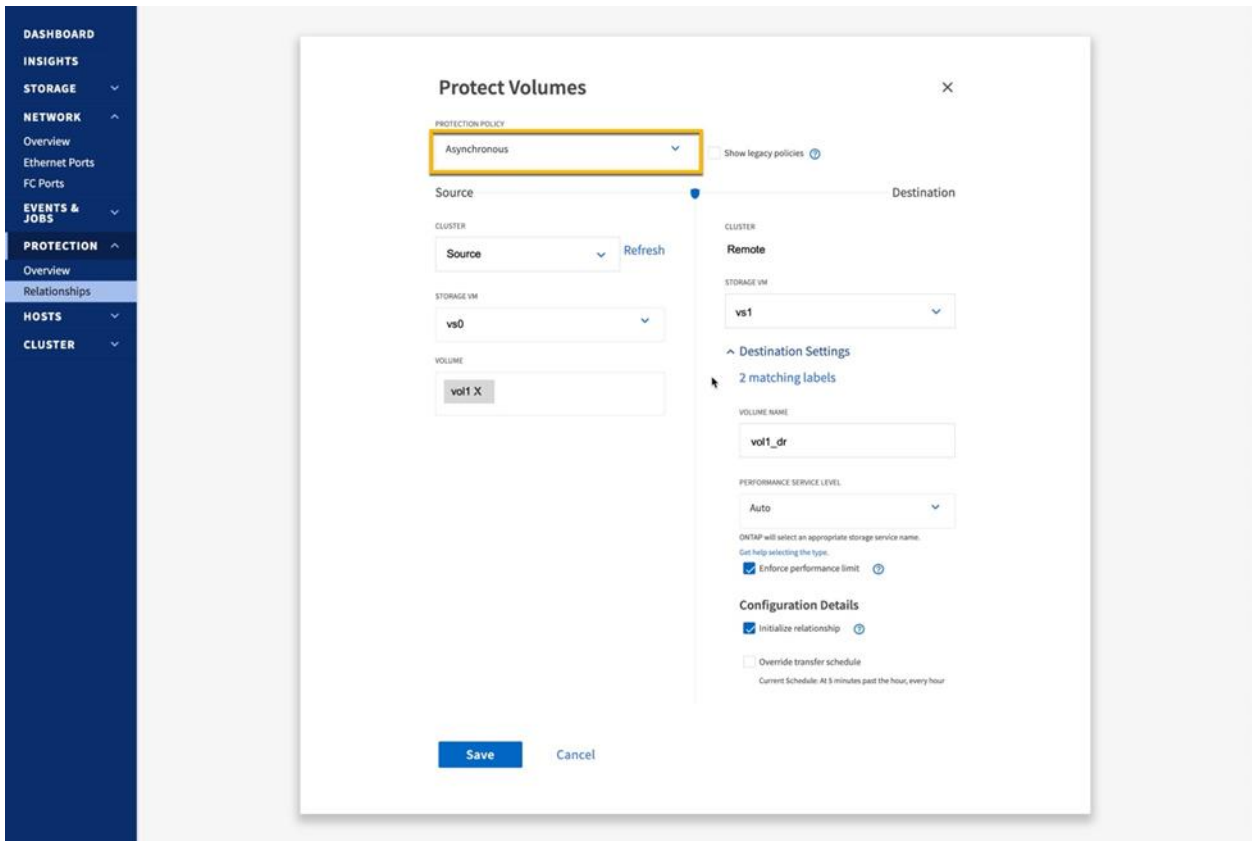 DASHBOARD
INSIGHTS
STORAGE
NETWORK
Overview
Ethernet Ports
FC Ports
EVENTS &
JOBS
PROTECTION
Overview
Relationships
HOSTS
CLUSTER
Protect Volumes
PROTECTION POLICY
Asynchronous
Show legacy policies
Source
Destination
CLUSTER
Source
Refresh
STORAGE VM
vs0
VOLUME
vol1 X
CLUSTER
Remote
STORAGE VM
vs1
Destination Settings
2 matching labels
VOLUME NAME
vol1_dr
PERFORMANCE SERVICE LEVEL
Auto
ONTAP will select an appropriate storage service name.
Get help selecting the type.
Enforce performance limit
Configuration Details
Initialize relationship
Override transfer schedule
Current Schedule: At 5 minutes past the hour, every hour
Save
Cancel